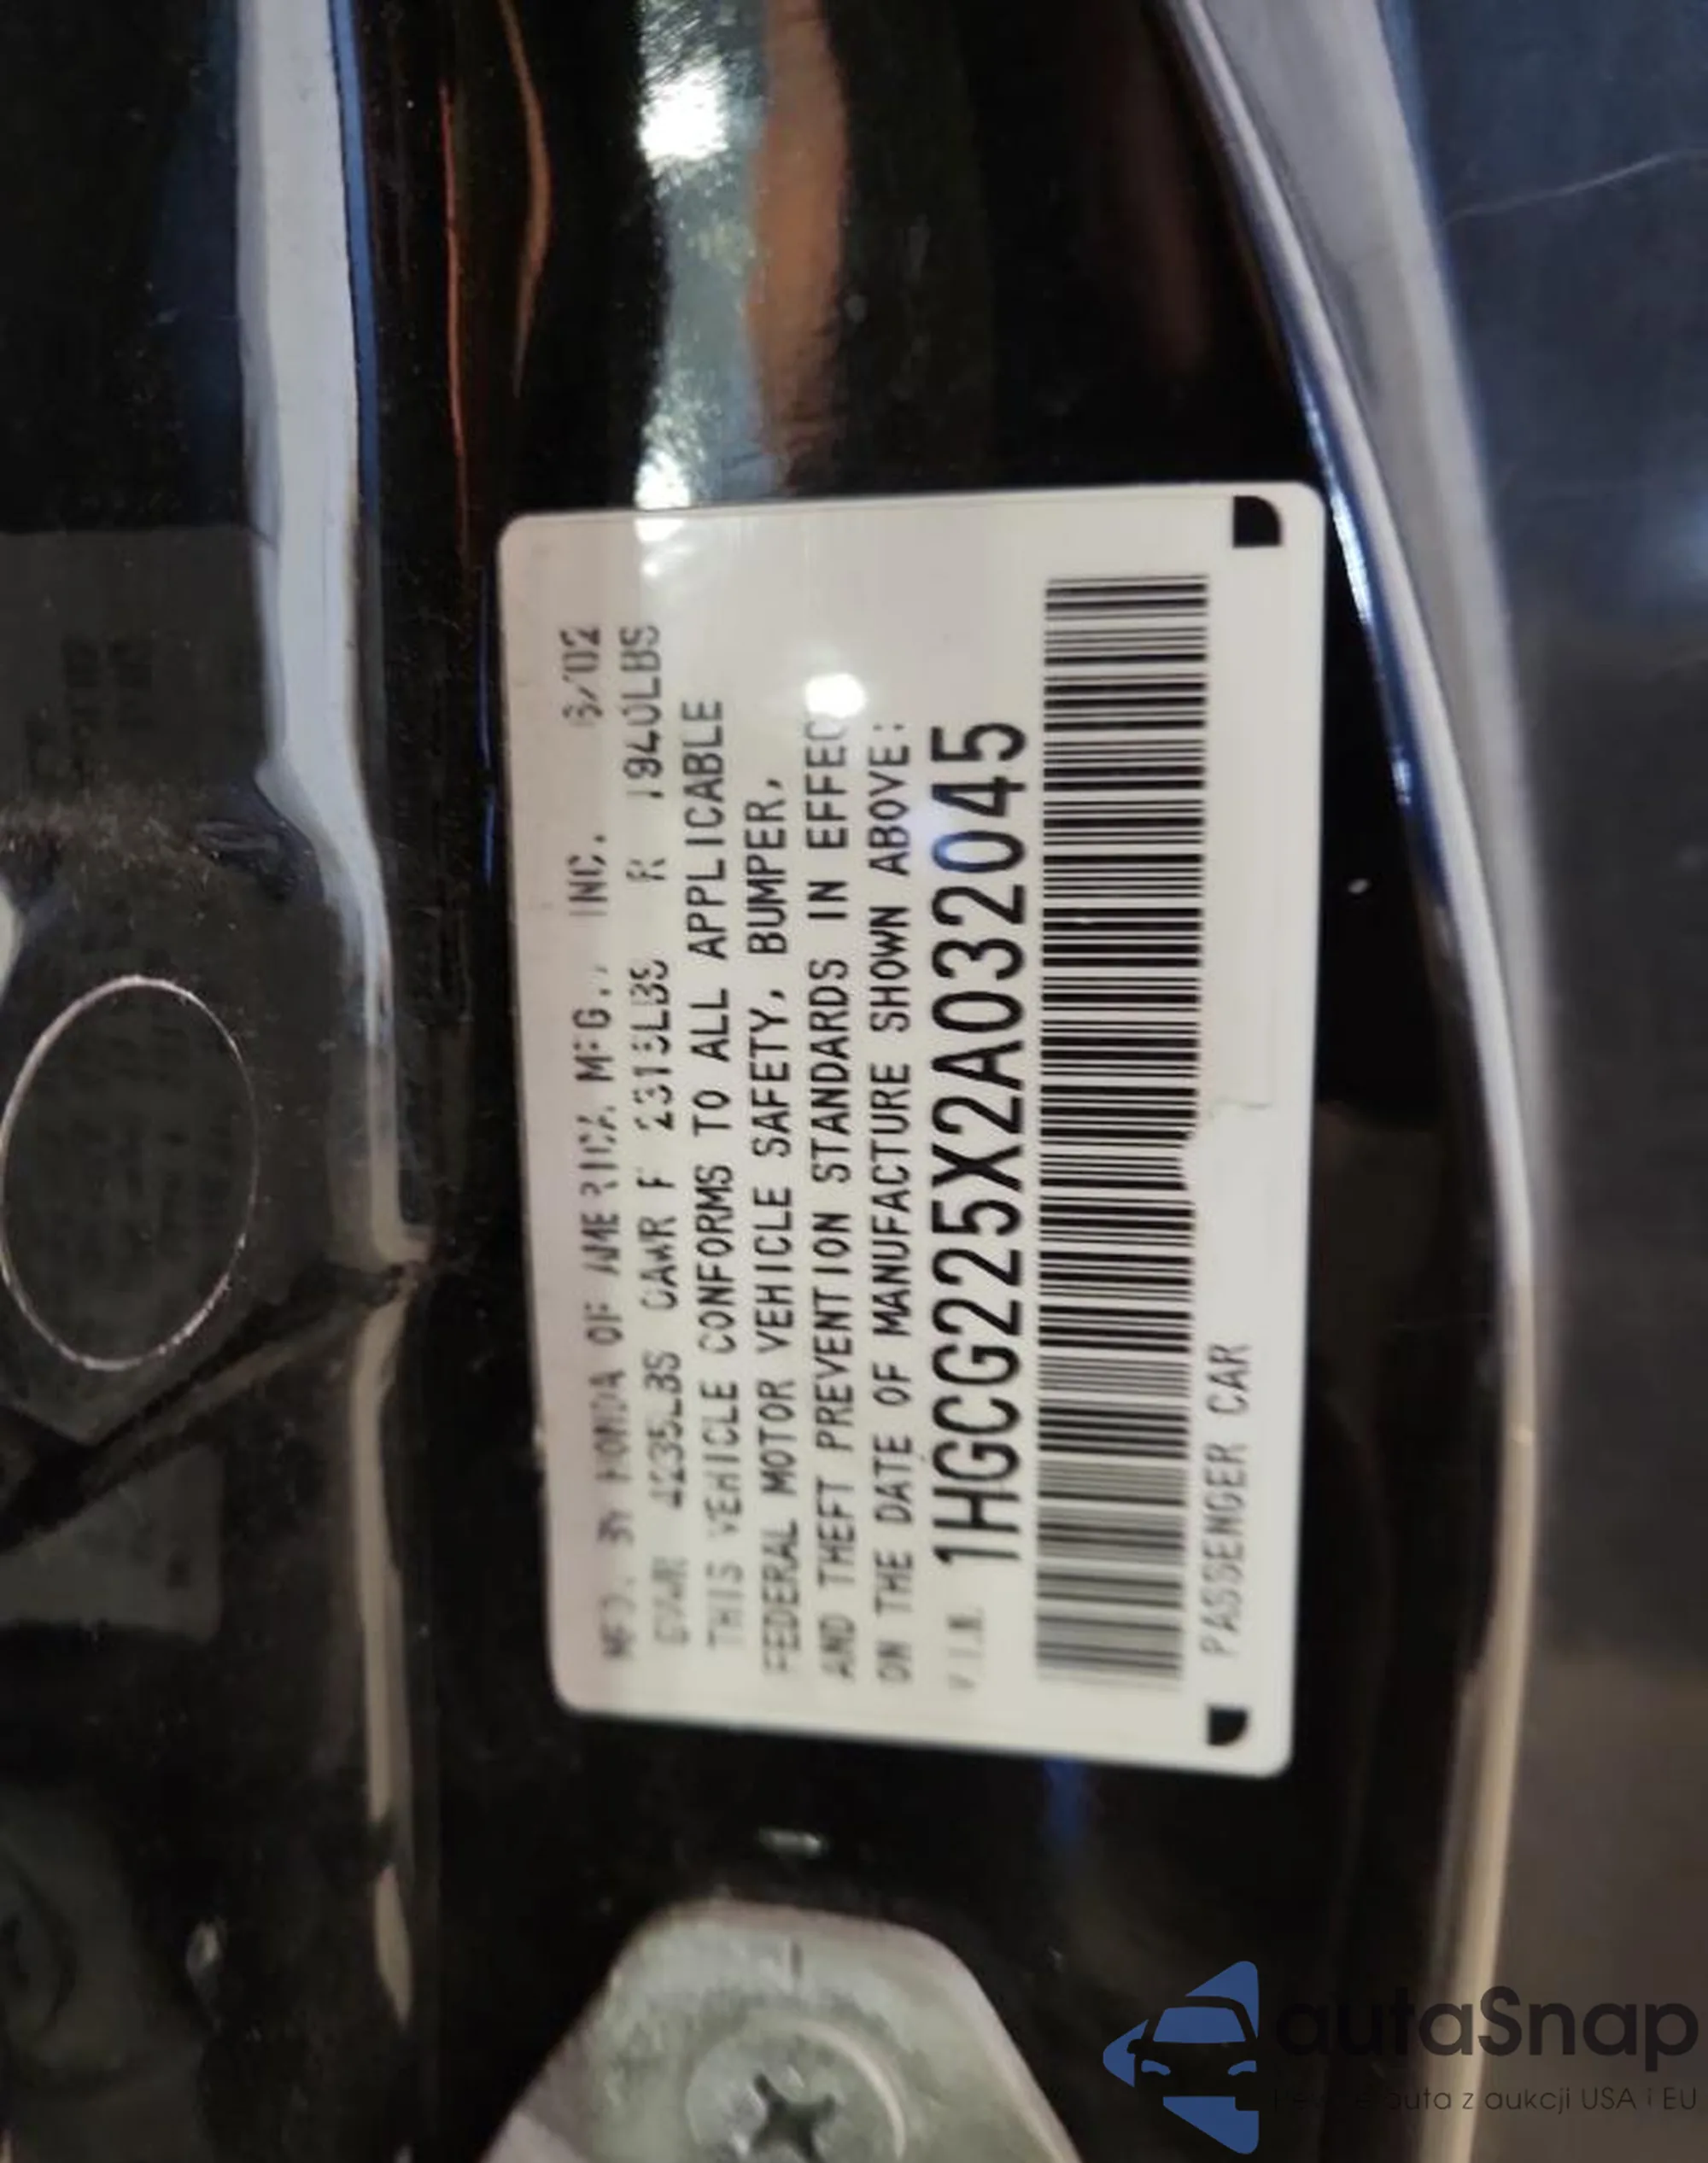 MFD. BY HONDA OF AMERICA MFG., INC. 6/02
GVWR 4235LBS GAWR F 2315LBS R 1940LBS
THIS VEHICLE CONFORMS TO ALL APPLICABLE
FEDERAL MOTOR VEHICLE SAFETY, BUMPER,
AND THEFT PREVENTION STANDARDS IN EFFEC
ON THE DATE OF MANUFACTURE SHOWN ABOVE:
V.I.N. 1HGCG225X2A032045
PASSENGER CAR
autaSnap
auta z aukcji USA i EU